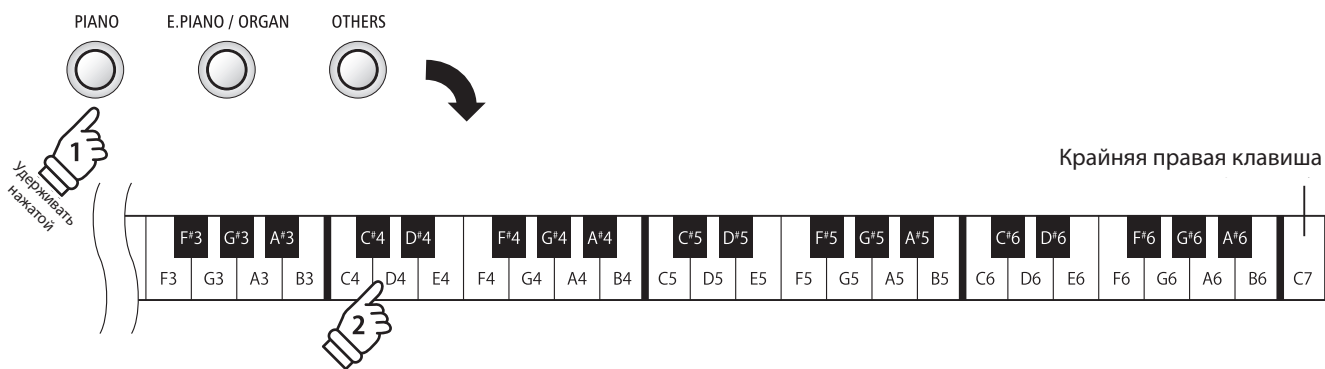 PIANO E.PIANO / ORGAN OTHERS
1
Удерживать
нажатой
Крайняя правая клавиша
F#3 G#3 A#3 C#4 D#4 F#4 G#4 A#4 C#5 D#5 F#5 G#5 A#5 C#6 D#6 F#6 G#6 A#6
F3 G3 A3 B3 C4 D4 E4 F4 G4 A4 B4 C5 D5 E5 F5 G5 A5 B5 C6 D6 E6 F6 G6 A6 B6 C7
2